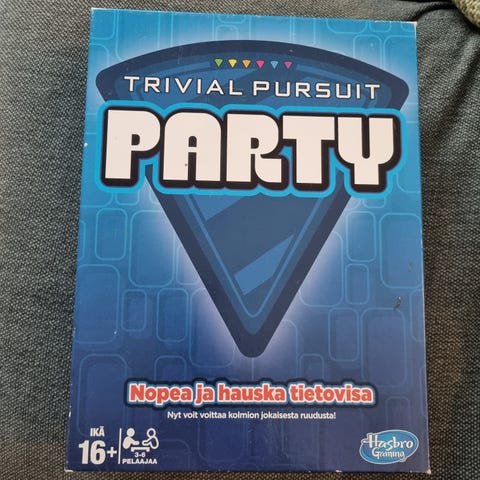 TRIVIAL PURSUIT
PARTY
Nopea ja hauska tietovisa
Nyt voit voittaa kolmion jokaisesta ruudusta!
IKÄ
16+
3-6
PELAAJAA
Hasbro
Gaming